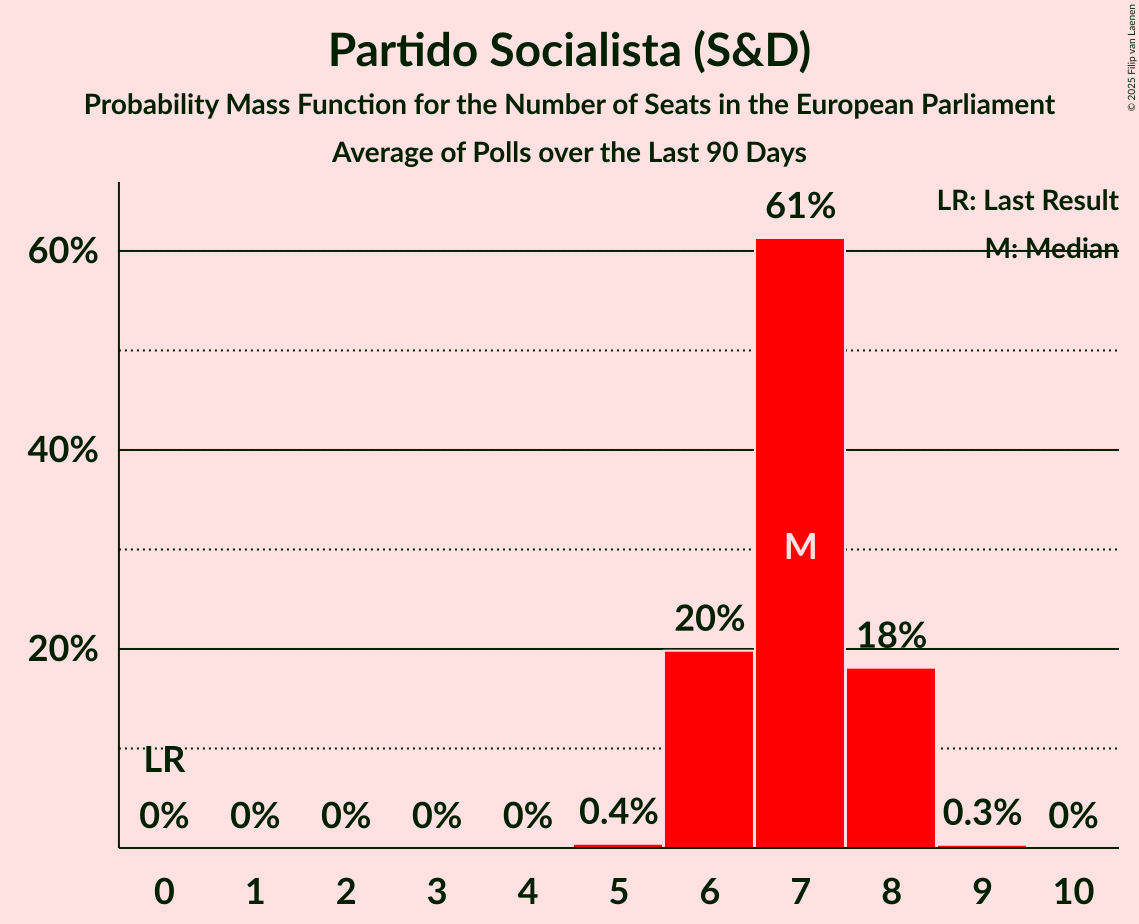 Partido Socialista (S&D)
Probability Mass Function for the Number of Seats in the European Parliament
Average of Polls over the Last 90 Days
© 2025 Filip van Laenen
LR: Last Result
M: Median
61%
60%
40%
M
20%
18%
20%
LR
0% 0% 0% 0% 0% 0.4% 0.3% 0%
0 1 2 3 4 5 6 7 8 9 10